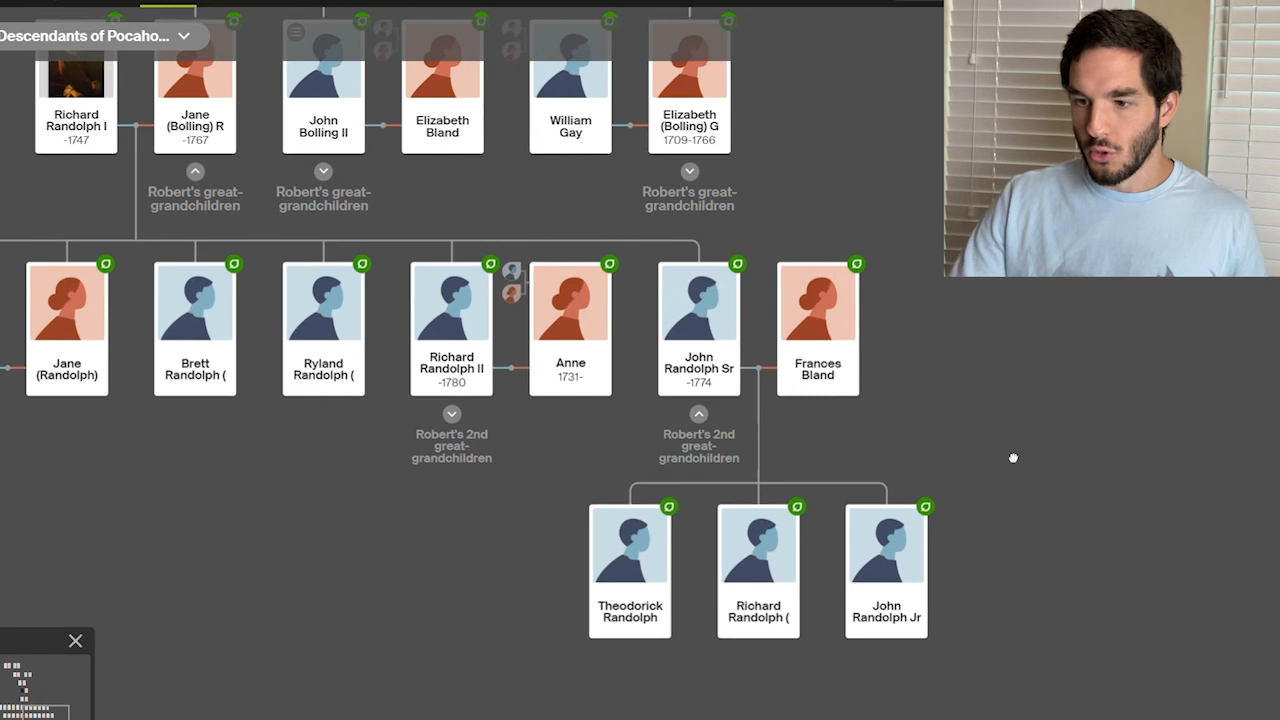 Descendants of Pocaho...
Richard
Randolph I
-1747
Jane
(Bolling) R
-1767
John
Bolling II
Elizabeth
Bland
William
Gay
Elizabeth
(Bolling) G
1709-1766
Robert's great-
grandchildren
Robert's great-
grandchildren
Robert's great-
grandchildren
Jane
(Randolph)
Brett
Randolph (
Ryland
Randolph (
Richard
Randolph II
-1780
Anne
1731-
John
Randolph Sr
-1774
Frances
Bland
Robert's 2nd
great-
grandchildren
Robert's 2nd
great-
grandchildren
Theodorick
Randolph
Richard
Randolph (
John
Randolph Jr